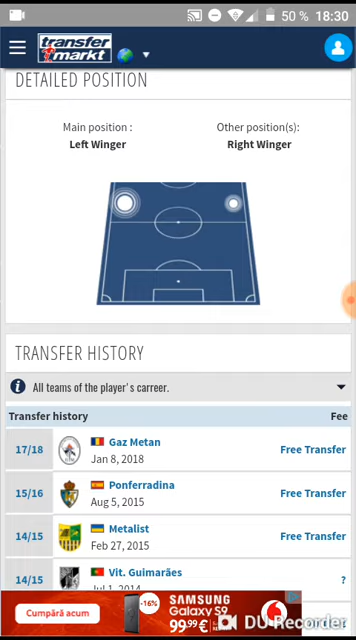 50 % 18:30
transfer
markt
DETAILED POSITION
Main position :
Other position(s):
Left Winger
Right Winger
TRANSFER HISTORY
All teams of the player's carreer.
Transfer history
Fee
17/18
Gaz Metan
Jan 8, 2018
Free Transfer
15/16
Ponferradina
Aug 5, 2015
Free Transfer
14/15
Metalist
Feb 27, 2015
Free Transfer
14/15
Vit. Guimarães
Jul 1, 2014
?
Cumpără acum
-16%
SAMSUNG
Galaxy S9
99,99 €
DU Recorder